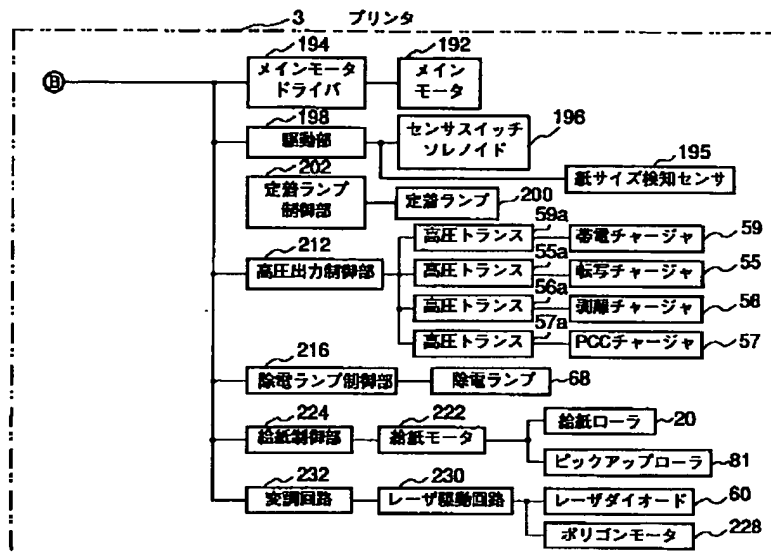 3 プリンタ
B
194
メインモータ
ドライバ
192
メイン
モータ
198
駆動部
センサスイッチ
ソレノイド
196
195
紙サイズ検知センサ
202
定着ランプ
制御部
定着ランプ
200
212
高圧出力制御部
高圧トランス
59a
帯電チャージャ
59
高圧トランス
55a
転写チャージャ
55
高圧トランス
56a
剥離チャージャ
56
高圧トランス
57a
PCCチャージャ
57
216
除電ランプ制御部
除電ランプ
68
224
給紙制御部
222
給紙モータ
給紙ローラ
20
ピックアップローラ
81
232
変調回路
230
レーザ駆動回路
レーザダイオード
60
ポリゴンモータ
228